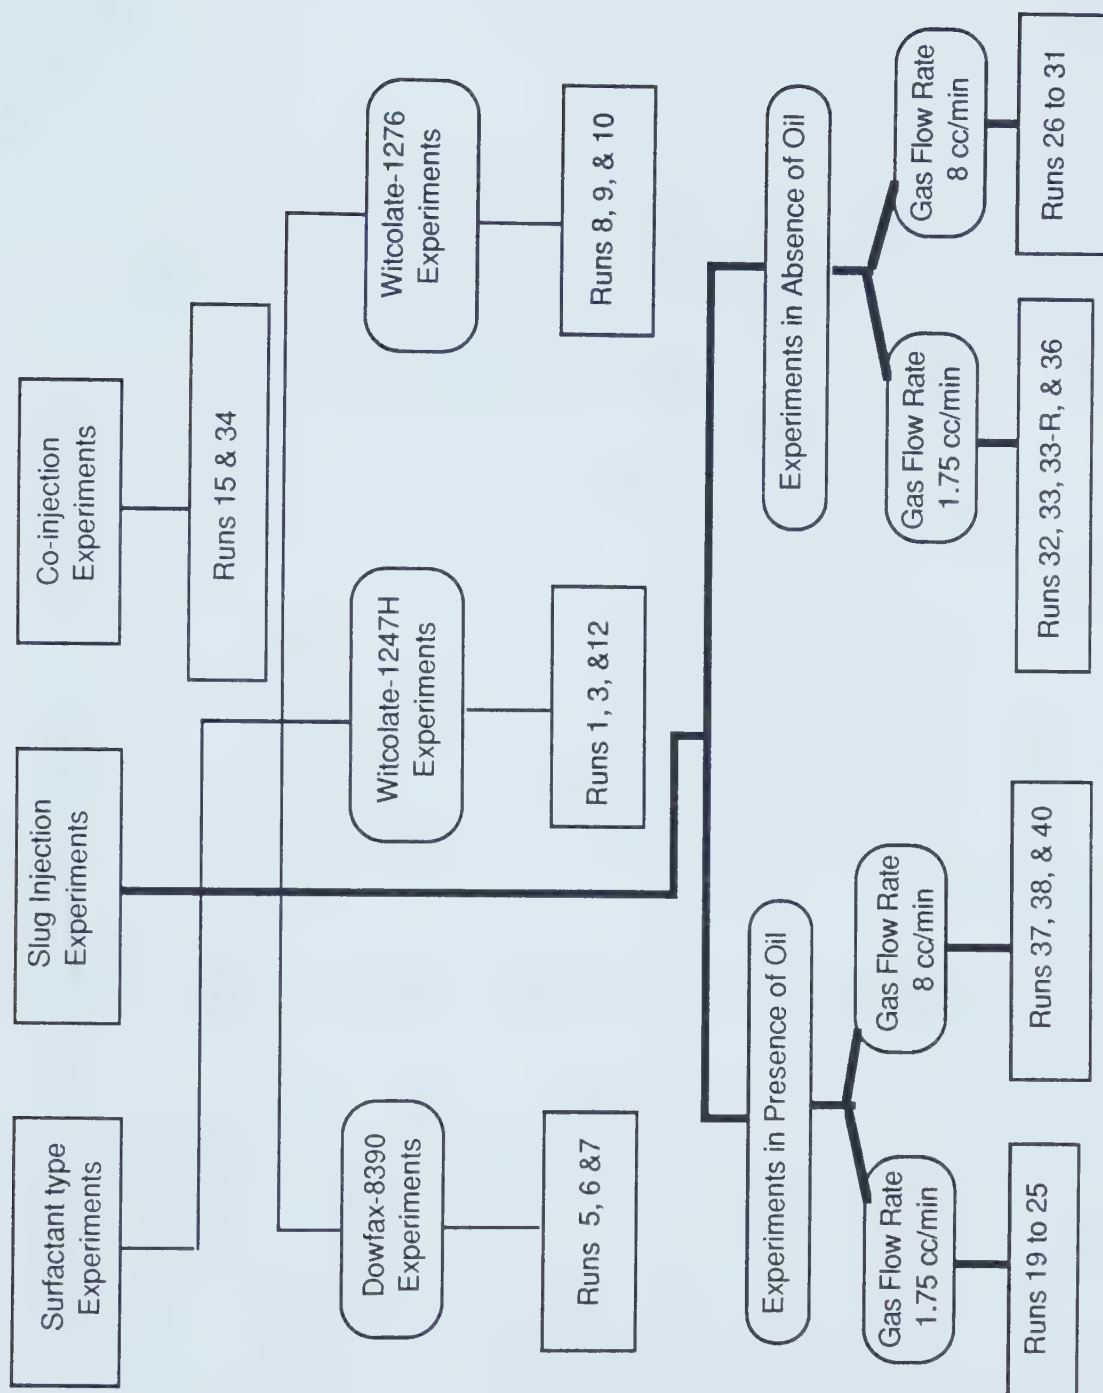 Surfactant type
Experiments
Slug Injection
Experiments
Co-injection
Experiments
Runs 15 & 34
Dowfax-8390
Experiments
Witcolate-1247H
Experiments
Witcolate-1276
Experiments
Runs 5, 6 &7
Runs 1, 3, &12
Runs 8, 9, & 10
Experiments in Presence of Oil
Experiments in Absence of Oil
Gas Flow Rate
1.75 cc/min
Gas Flow Rate
8 cc/min
Gas Flow Rate
1.75 cc/min
Gas Flow Rate
8 cc/min
Runs 19 to 25
Runs 37, 38, & 40
Runs 32, 33, 33-R, & 36
Runs 26 to 31